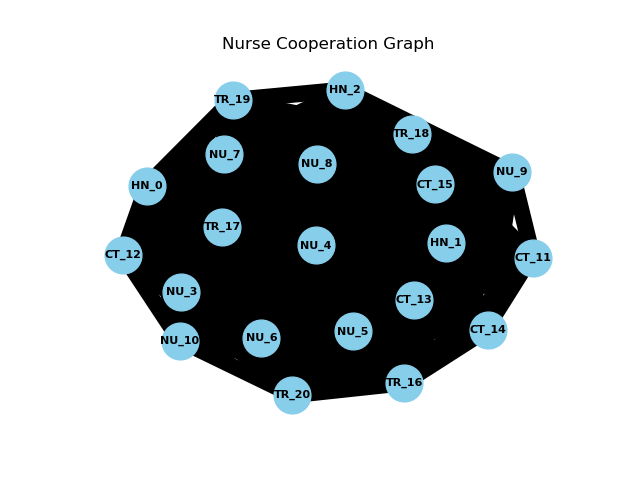 Nurse Cooperation Graph
HN_2
TR_19
TR_18
NU_7
NU_8
NU_9
CT_15
HN_0
TR_17
NU_4
HN_1
CT_12
CT_11
NU_3
CT_13
CT_14
NU_5
NU_6
NU_10
TR_16
TR_20